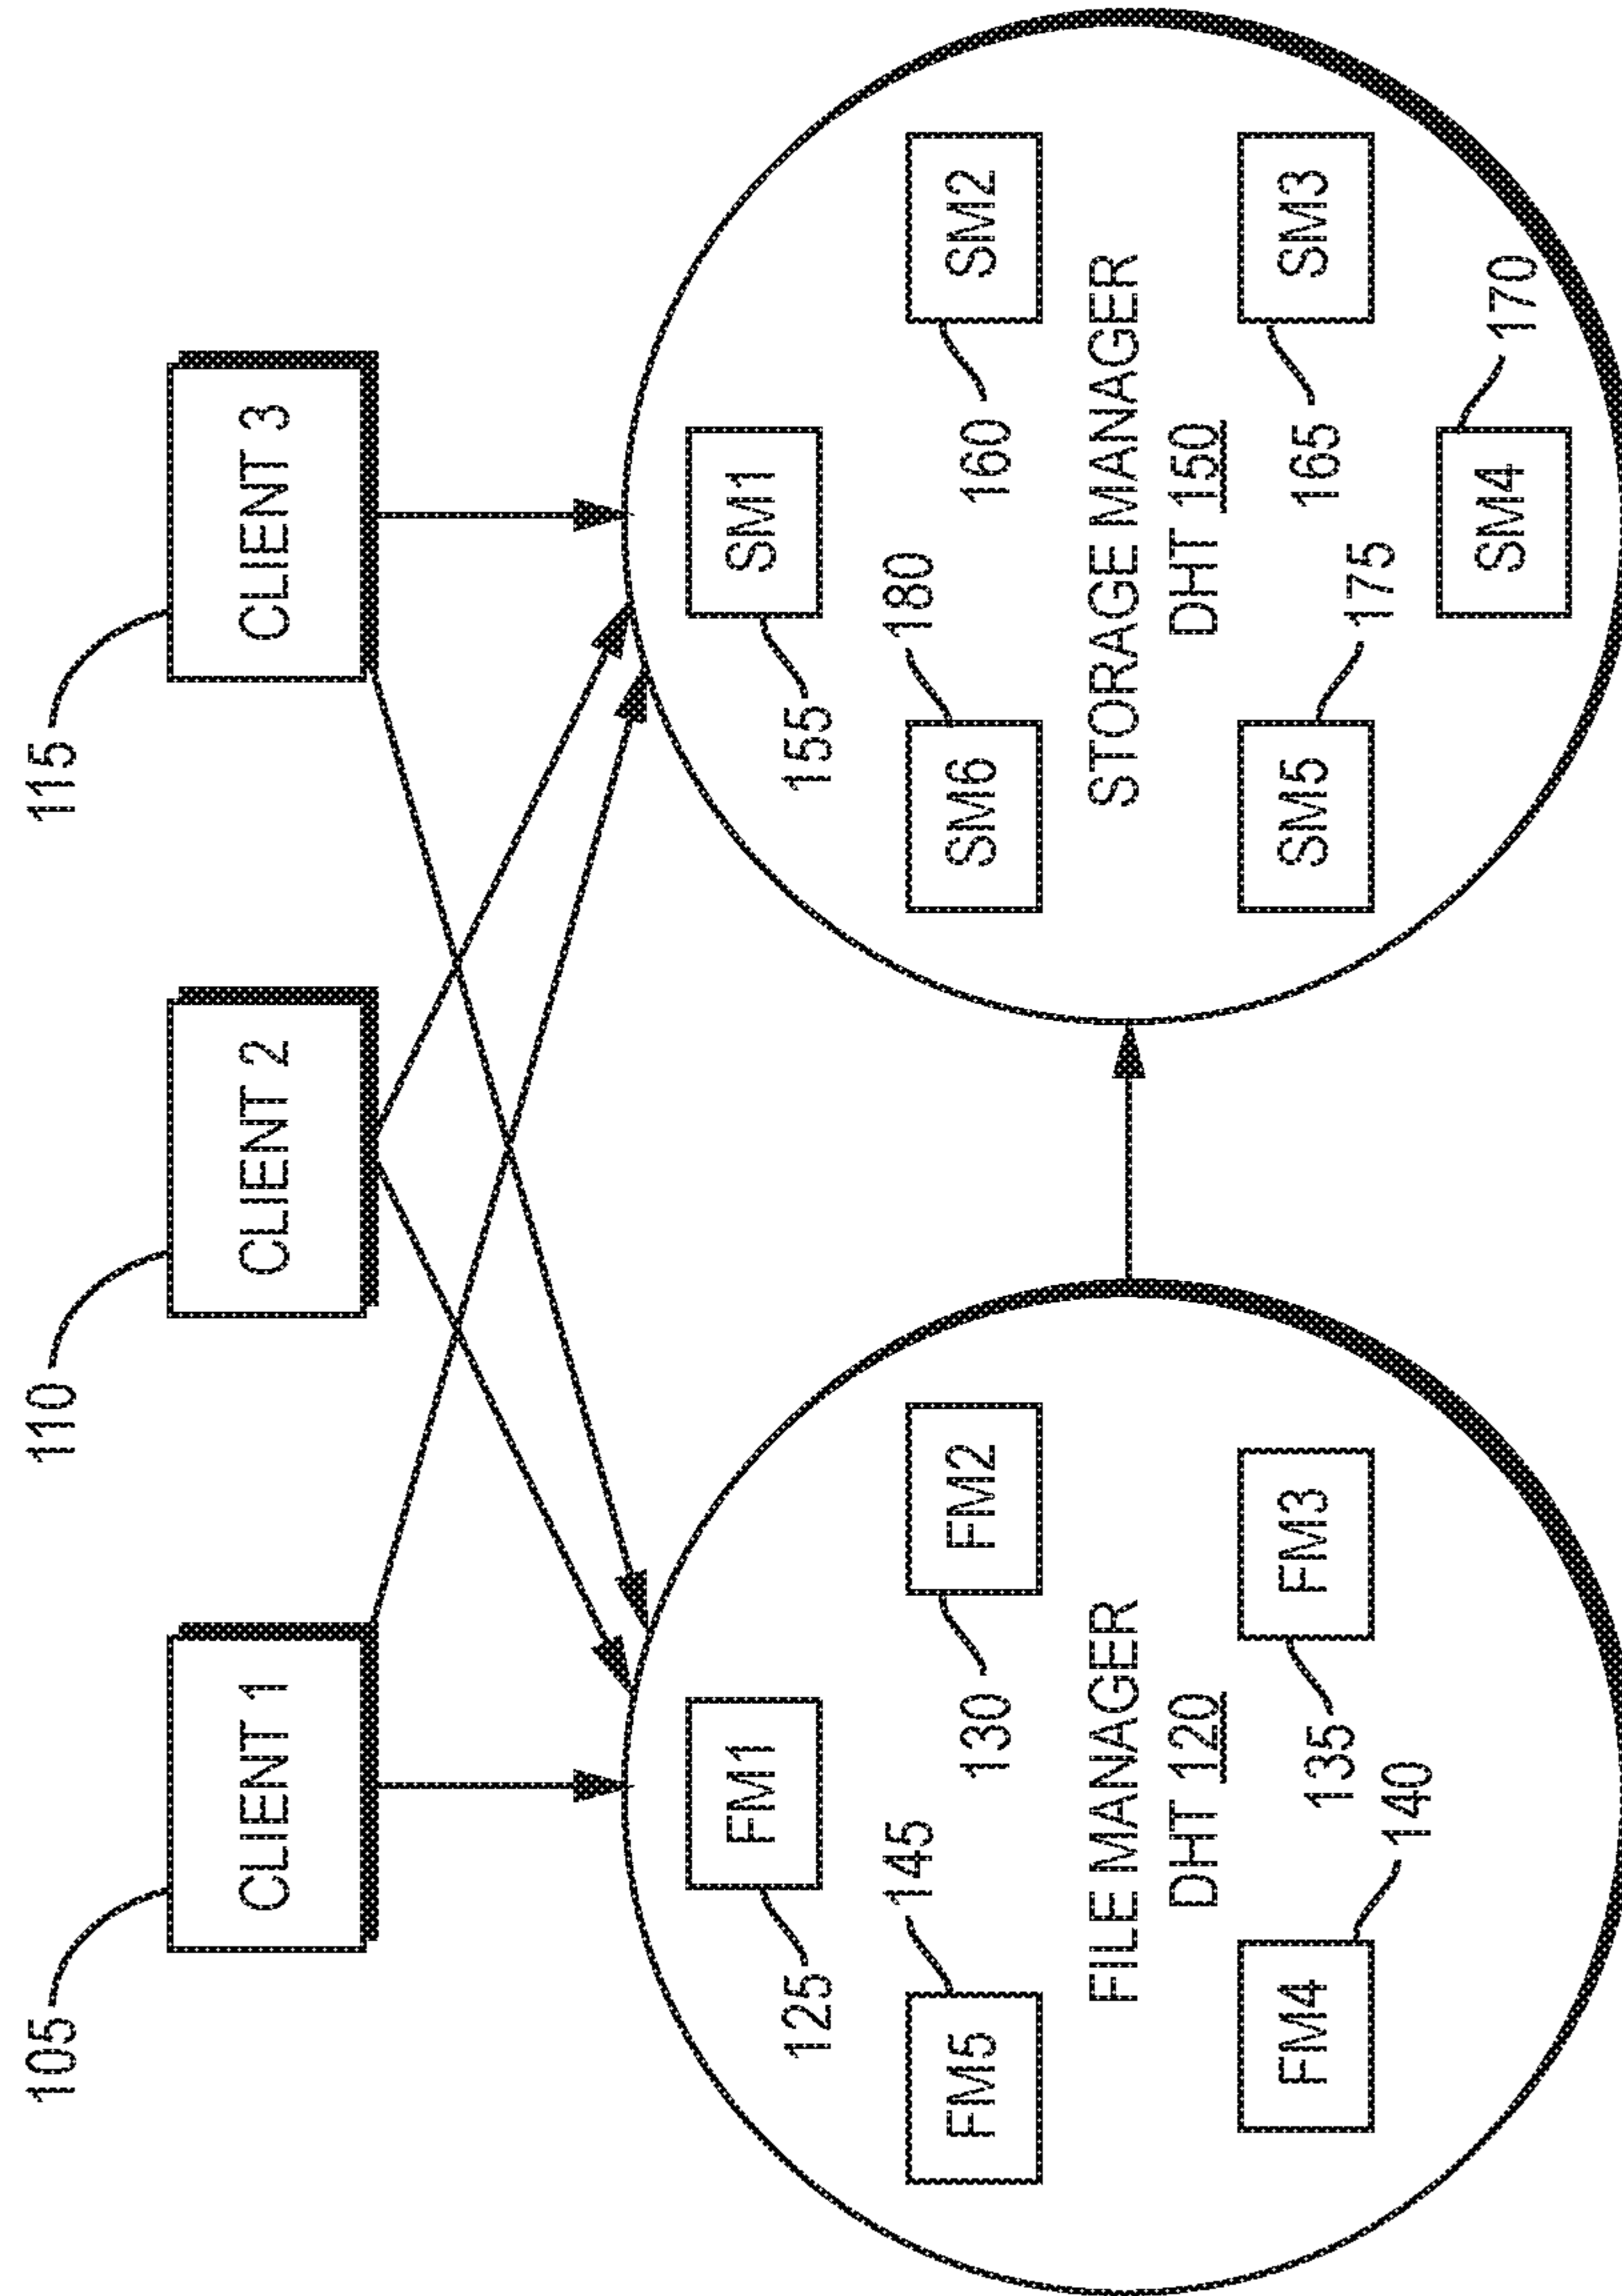 105
110
115
CLIENT 1
CLIENT 2
CLIENT 3
FM1
125
FM5
145
FM2
130
FILE MANAGER
DHT 120
FM4
140
FM3
135
SM1
155
SM6
180
SM2
160
STORAGE MANAGER
DHT 150
SM5
175
SM3
165
SM4
170